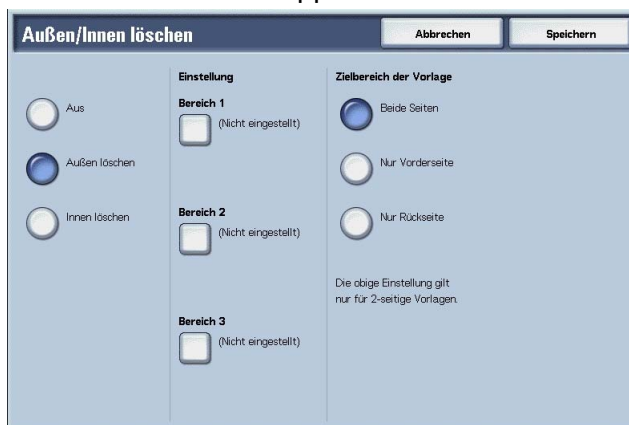 Außen/Innen löschen
Abbrechen
Speichern
Aus
Außen löschen
Innen löschen
Einstellung
Bereich 1
(Nicht eingestellt)
Bereich 2
(Nicht eingestellt)
Bereich 3
(Nicht eingestellt)
Zielbereich der Vorlage
Beide Seiten
Nur Vorderseite
Nur Rückseite
Die obige Einstellung gilt
nur für 2-seitige Vorlagen.